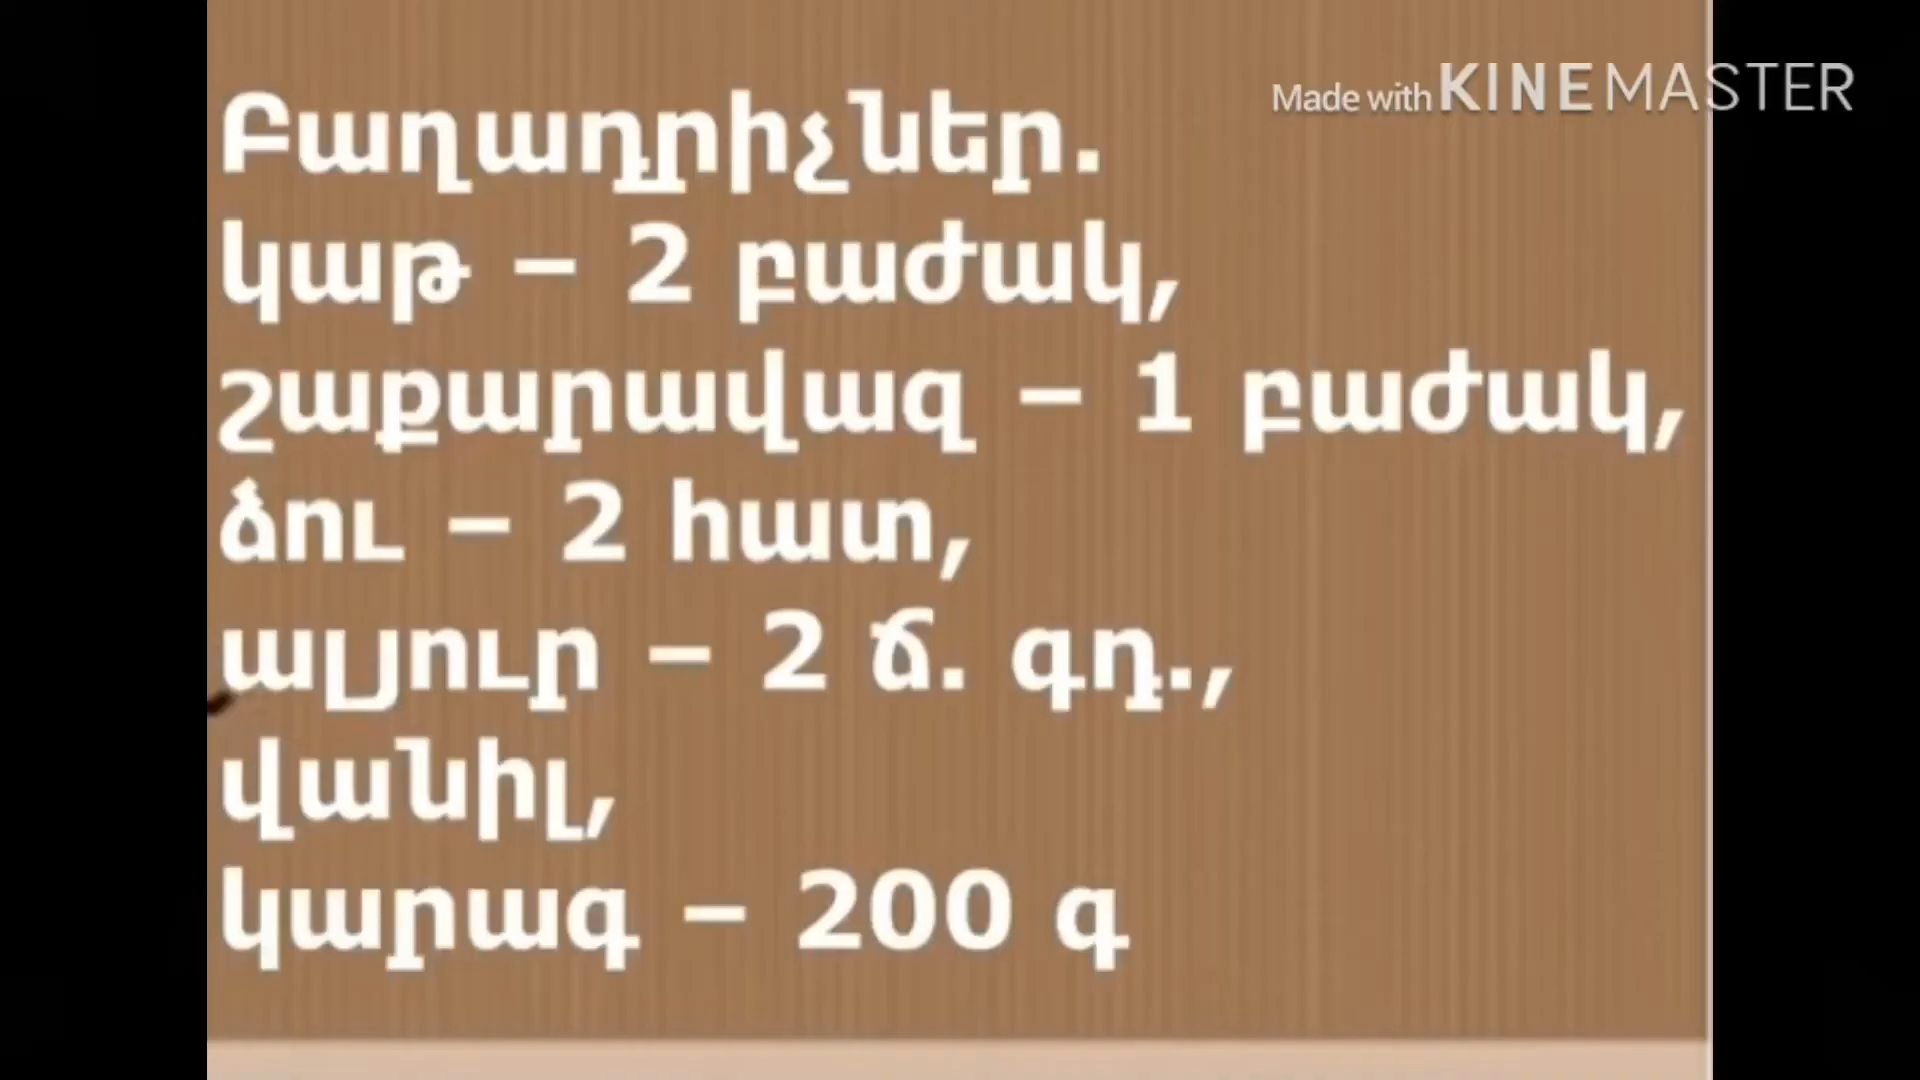 Made with KINEMASTER
Բաղադրիչներ.
կաթ – 2 բաժակ,
շաքարավազ – 1 բաժակ,
ձու – 2 հատ,
ալյուր – 2 ճ. գդ.,
վանիլ,
կարագ – 200 գ